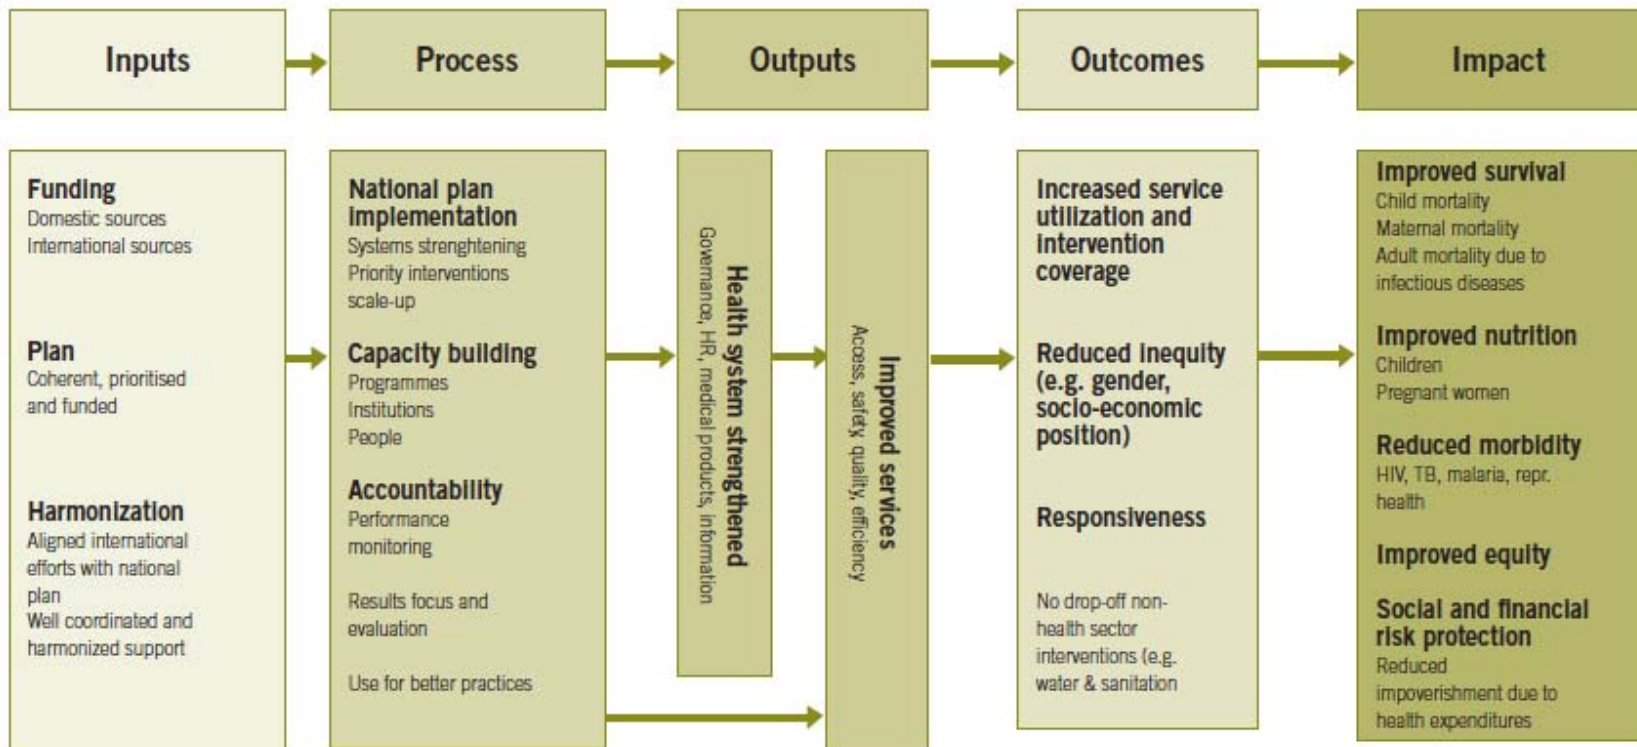 Inputs
Process
Outputs
Outcomes
Impact
Funding
Domestic sources
International sources
Plan
Coherent, prioritised
and funded
Harmonization
Aligned international
efforts with national
plan
Well coordinated and
harmonized support
National plan
implementation
Systems strenghtening
Priority interventions
scale-up
Capacity building
Programmes
Institutions
People
Accountability
Performance
monitoring
Results focus and
evaluation
Use for better practices
Health system strengthened
Governance, HR, medical products, information
Improved services
Access, safety, quality, efficiency
Increased service
utilization and
intervention
coverage
Reduced inequity
(e.g. gender,
socio-economic
position)
Responsiveness
No drop-off non-
health sector
interventions (e.g.
water & sanitation
Improved survival
Child mortality
Maternal mortality
Adult mortality due to
infectious diseases
Improved nutrition
Children
Pregnant women
Reduced morbidity
HIV, TB, malaria, repr.
health
Improved equity
Social and financial
risk protection
Reduced
impoverishment due to
health expenditures